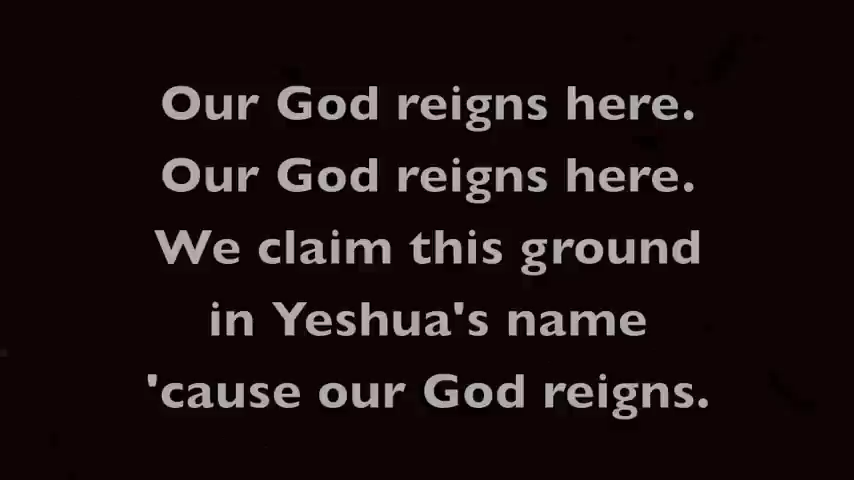 Our God reigns here.
Our God reigns here.
We claim this ground
in Yeshua's name
'cause our God reigns.